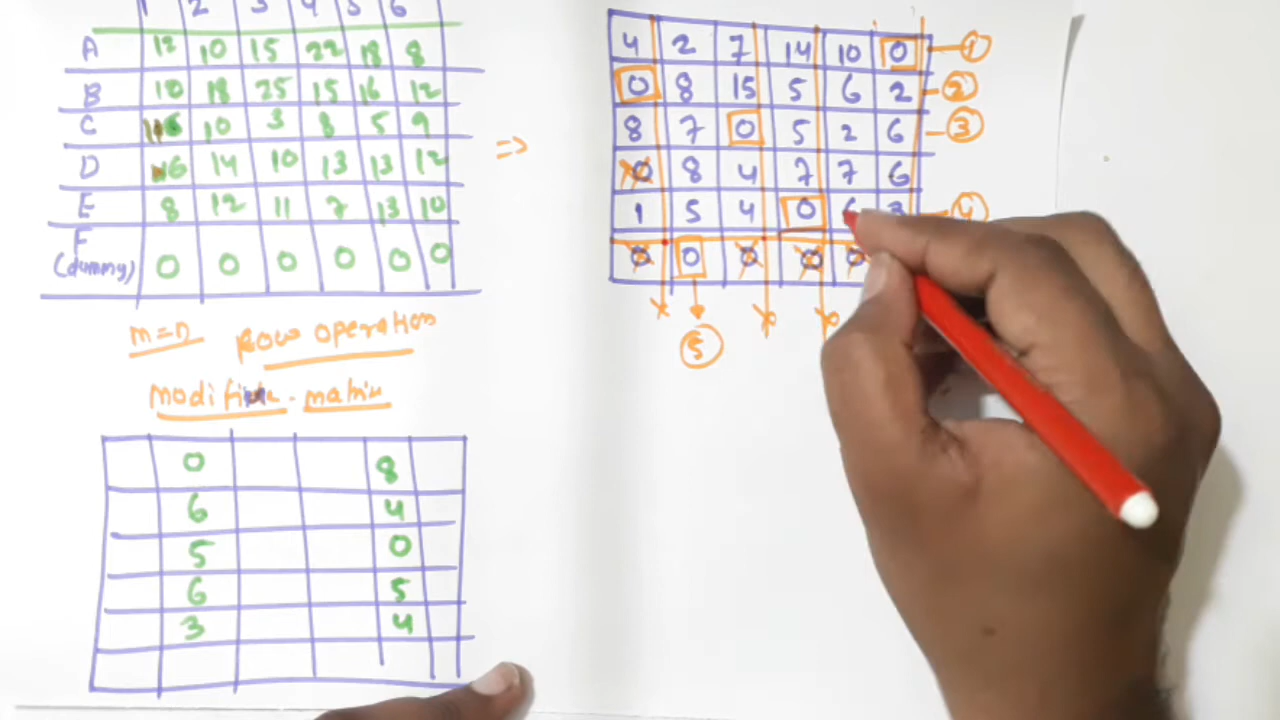 1 2 3 4 5 6
A 12 10 15 22 18 8
B 10 18 25 15 16 12
C 10 3 8 5 9
D 6 14 10 13 13 12
E 8 12 11 7 13 10
F
(dummy) 0 0 0 0 0 0
m=n Row operation
matrix
0 8
6 4
5 0
6 5
3 4
=>
4 2 7 14 10 0 1
0 8 15 5 6 2 2
8 7 0 5 2 6 3
0 8 4 7 7 6
1 5 4 0 6 3 4
0 0 0 0 0
5